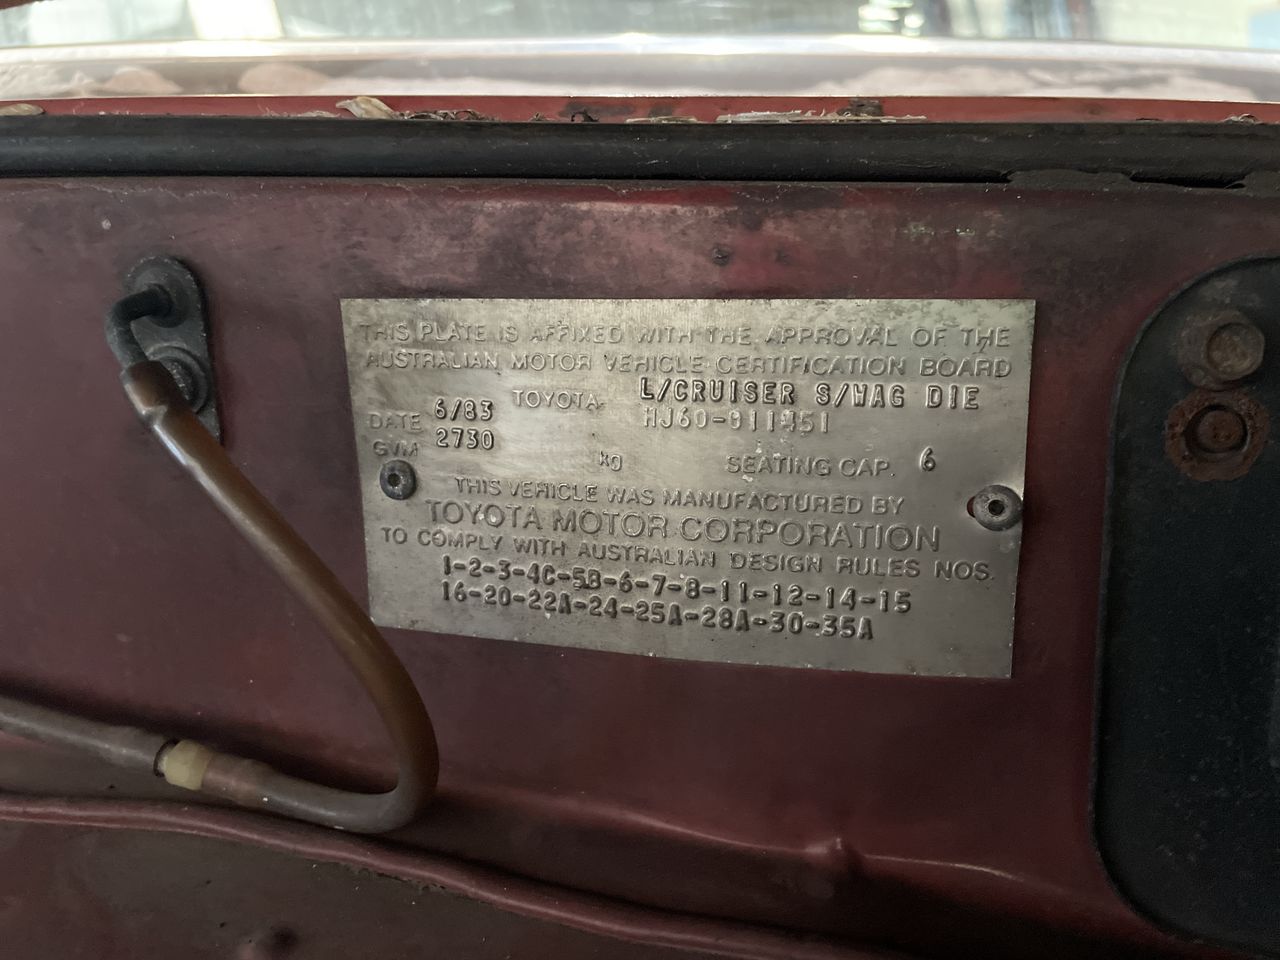 THIS PLATE IS AFFIXED WITH THE APPROVAL OF THE
AUSTRALIAN MOTOR VEHICLE CERTIFICATION BOARD
TOYOTA L/CRUISER S/WAG DIE
DATE 6/83 HJ60-011451
GVM 2730 kg SEATING CAP. 6
THIS VEHICLE WAS MANUFACTURED BY
TOYOTA MOTOR CORPORATION
TO COMPLY WITH AUSTRALIAN DESIGN RULES NOS.
1-2-3-4C-5B-6-7-8-11-12-14-15
16-20-22A-24-25A-28A-30-35A